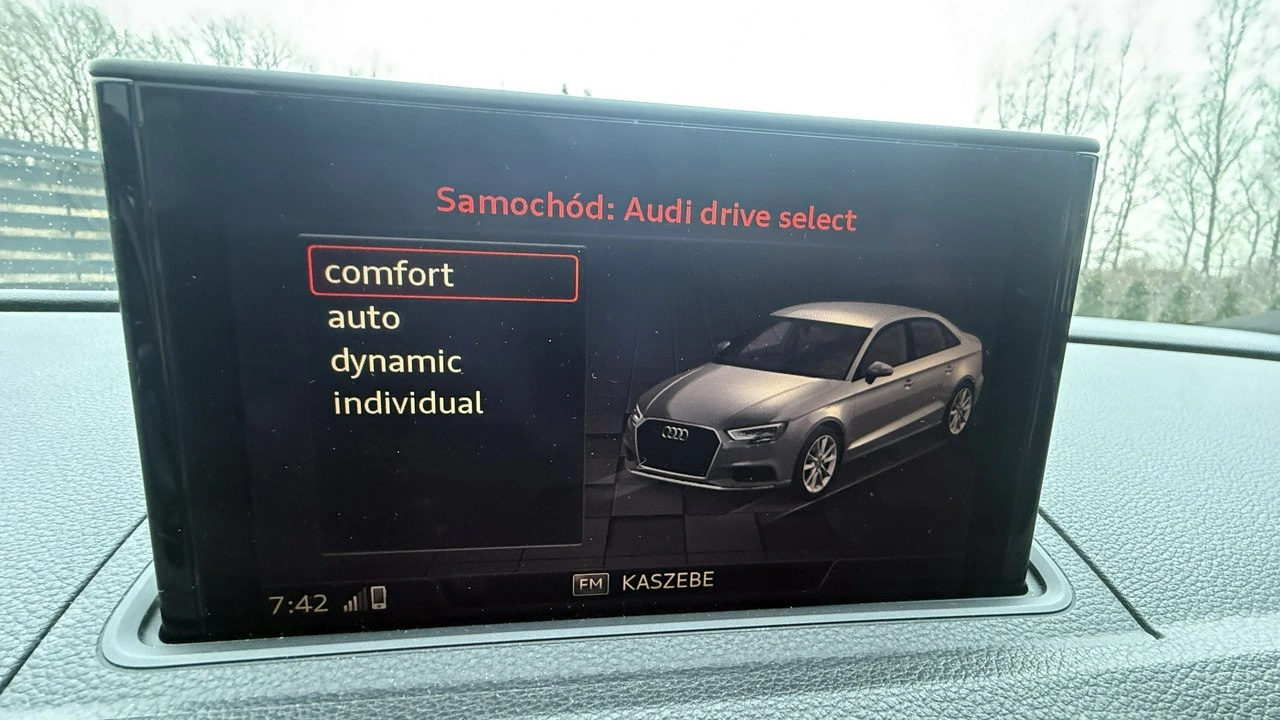 Samochód: Audi drive select
comfort
auto
dynamic
individual
7:42
FM KASZEBE